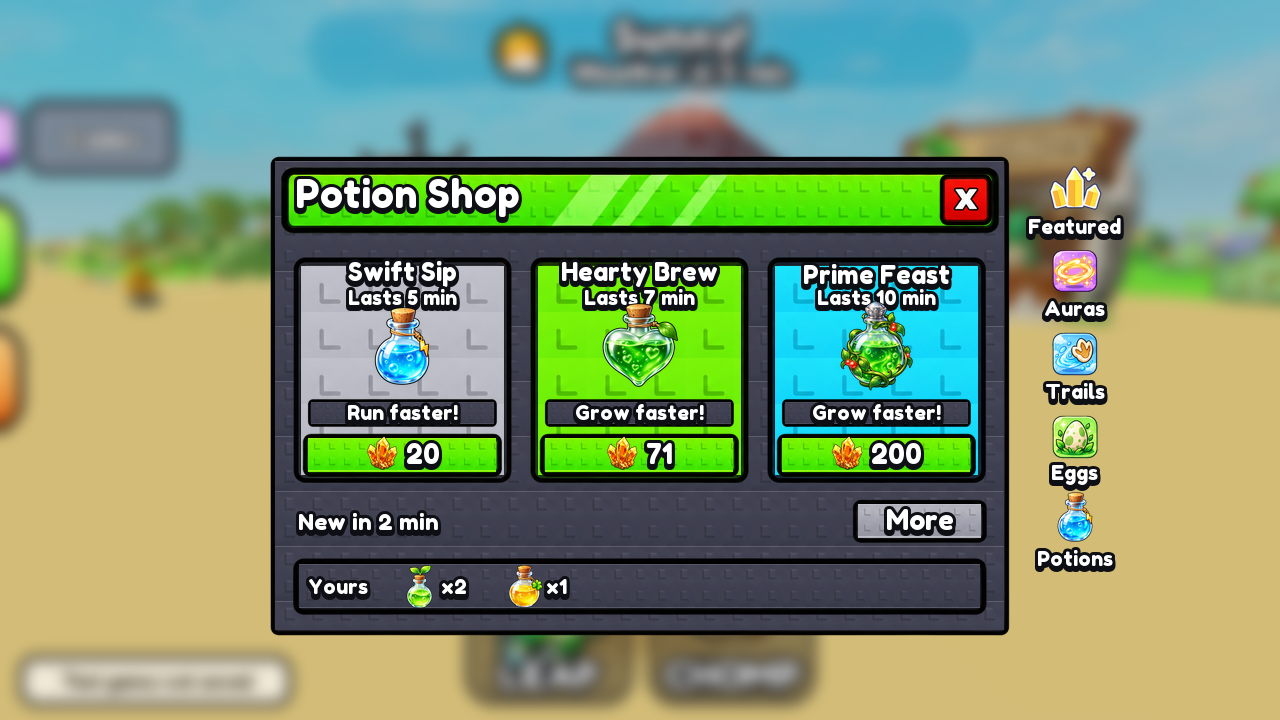 Potion Shop
X
Swift Sip
Lasts 5 min
Run faster!
20
Hearty Brew
Lasts 7 min
Grow faster!
71
Prime Feast
Lasts 10 min
Grow faster!
200
New in 2 min
More
Yours
x2
x1
Featured
Auras
Trails
Eggs
Potions
LEAP
CHOMP